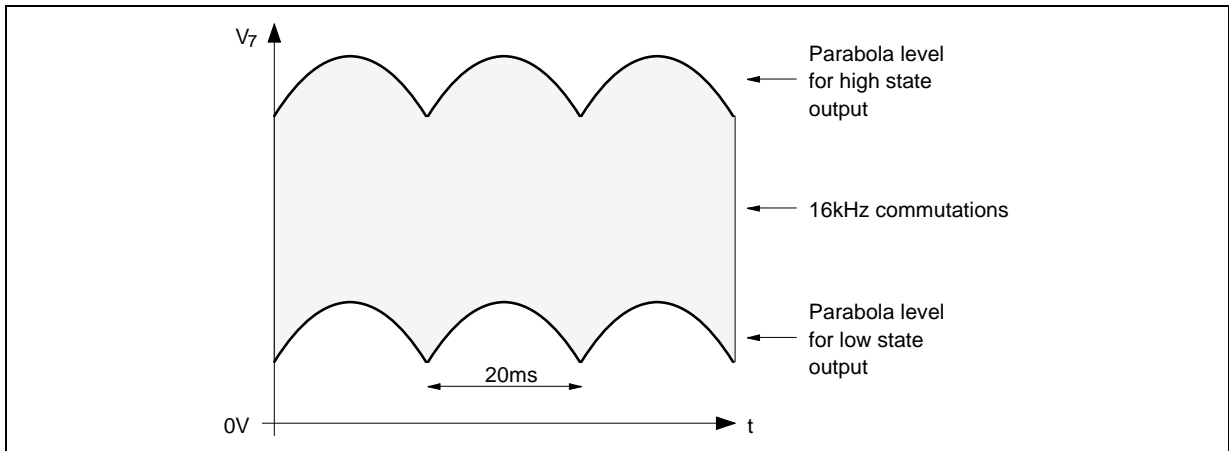 V7
Parabola level
for high state
output
16kHz commutations
Parabola level
for low state
output
20ms
0V
t